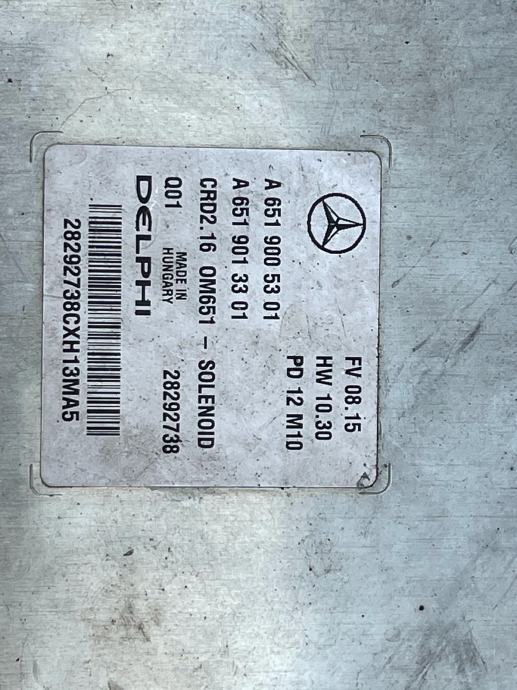 FV 08.15
HW 10.30
PD 12 M10
A 651 900 53 01
A 651 901 33 01
CRD2.16 OM651 - SOLENOID
Q01 MADE IN HUNGARY 28292738
DELPHI
28292738CXH13MA5